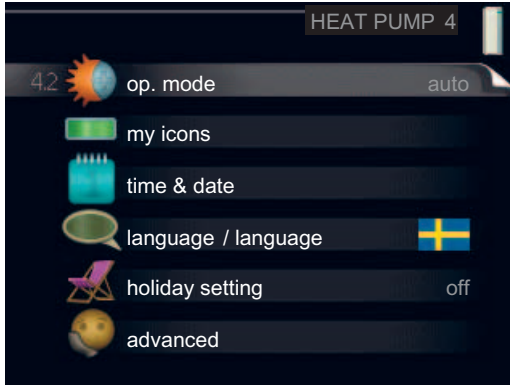 HEAT PUMP 4
4.2 op. mode auto
my icons
time & date
language / language
holiday setting off
advanced